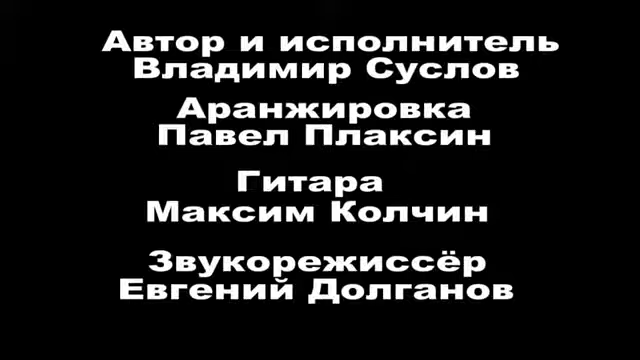 Автор и исполнитель
Владимир Суслов
Аранжировка
Павел Плаксин
Гитара
Максим Колчин
Звукорежиссёр
Евгений Долганов